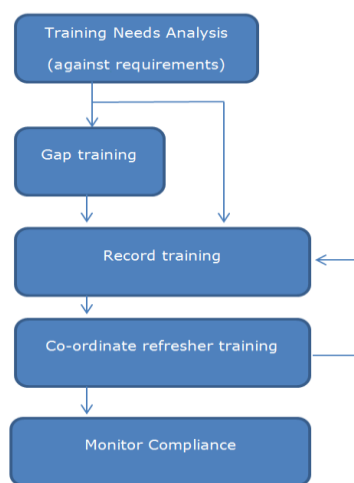 Training Needs Analysis
(against requirements)
Gap training
Record training
Co-ordinate refresher training
Monitor Compliance